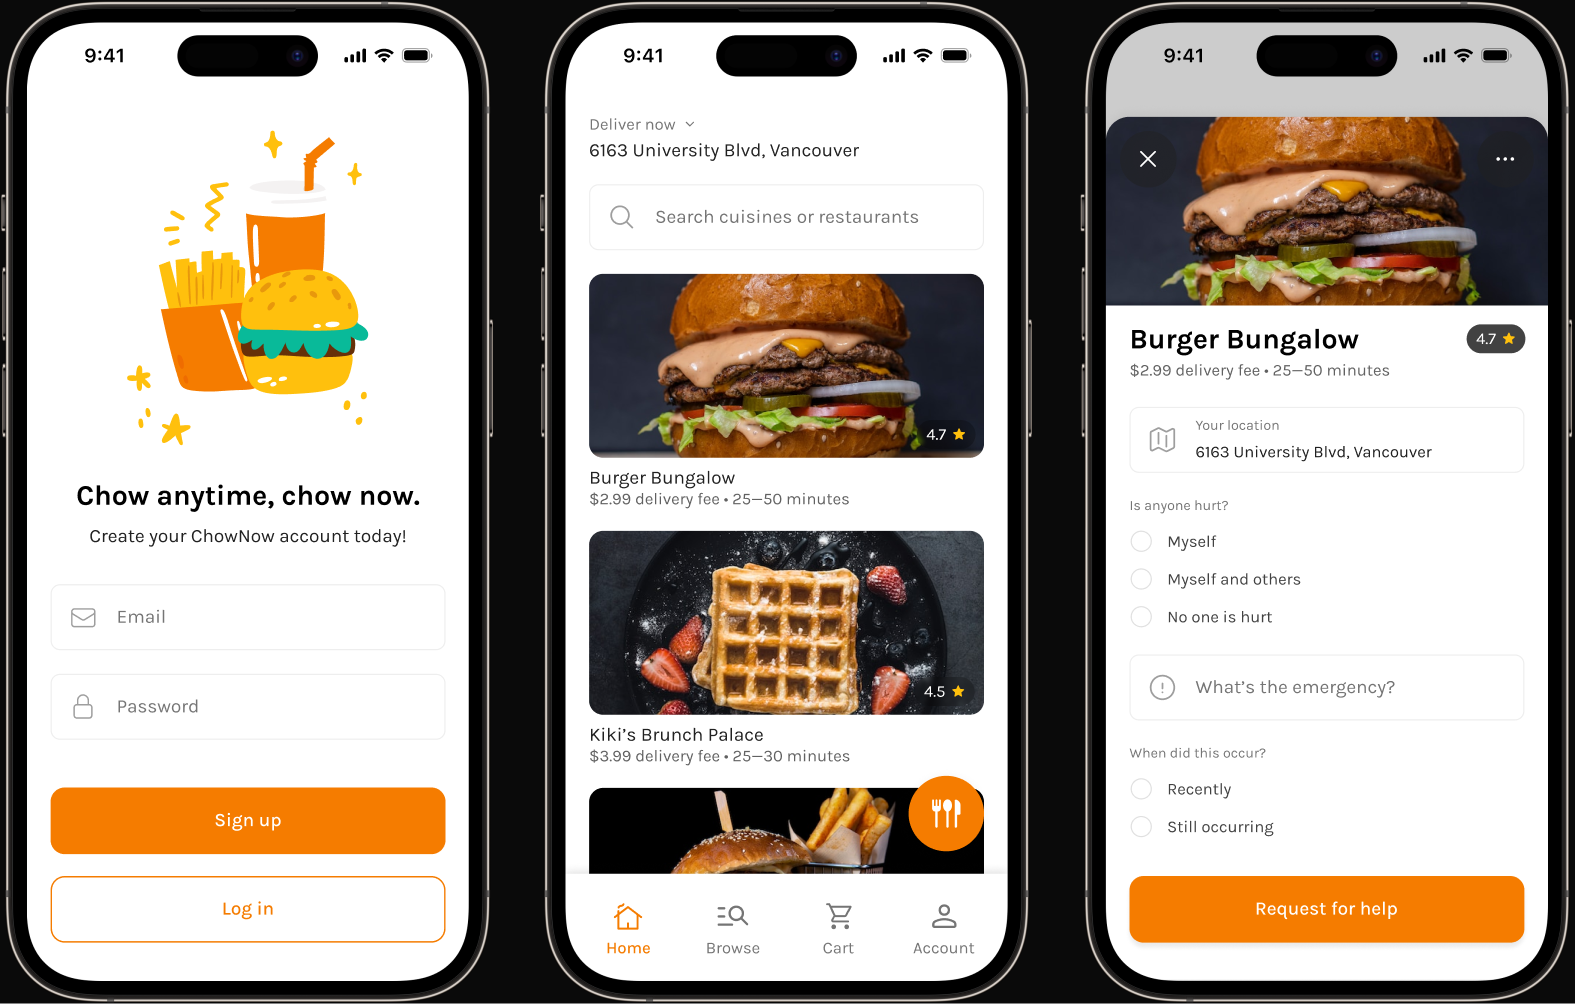 9:41
Chow anytime, chow now.
Create your ChowNow account today!
Email
Password
Sign up
Log in
9:41
Deliver now
6163 University Blvd, Vancouver
Search cuisines or restaurants
4.7
Burger Bungalow
$2.99 delivery fee • 25—50 minutes
4.5
Kiki’s Brunch Palace
$3.99 delivery fee • 25—30 minutes
Home
Browse
Cart
Account
9:41
Burger Bungalow
4.7
$2.99 delivery fee • 25—50 minutes
Your location
6163 University Blvd, Vancouver
Is anyone hurt?
Myself
Myself and others
No one is hurt
What’s the emergency?
When did this occur?
Recently
Still occurring
Request for help